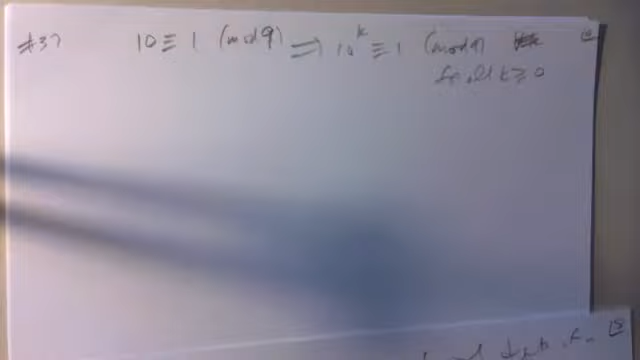 #37 10 ≡ 1 (mod 9) ⟹ 10^k ≡ 1 (mod 9)
for all k ≥ 0